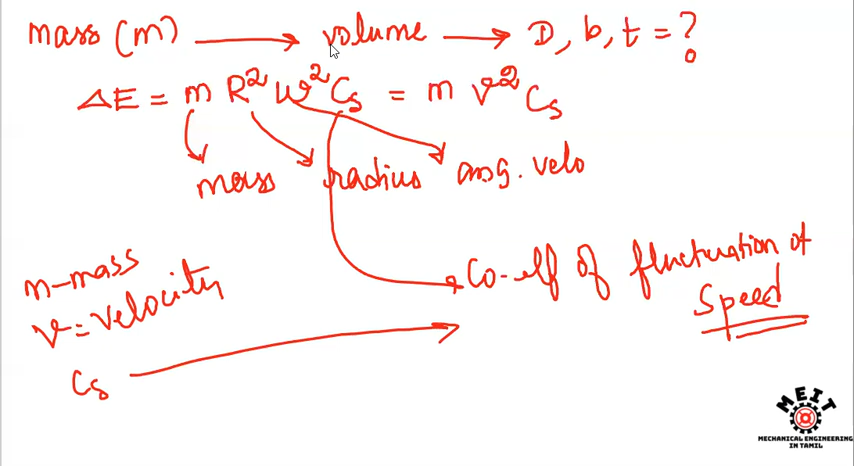 mass (m) → volume → D, b, t = ?
ΔE = m R² ω² Cs = m v² Cs
mass radius ang. velo
m-mass
v = velocity
Co-eff of fluctuation of
Speed
Cs
MEIT
MECHANICAL ENGINEERING
IN TAMIL